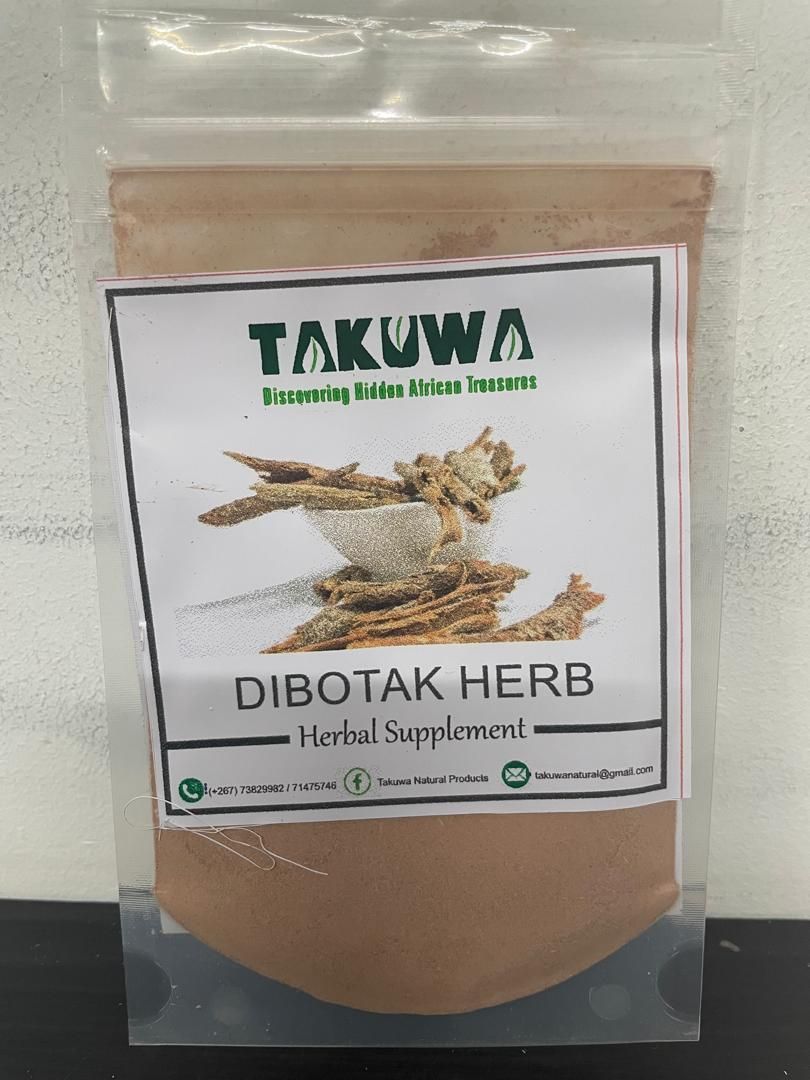 TAKUWA
Discovering Hidden African Treasures
DIBOTAK HERB
Herbal Supplement
(+267) 73829982 / 71475746 Takuwa Natural Products takuwanatural@gmail.com